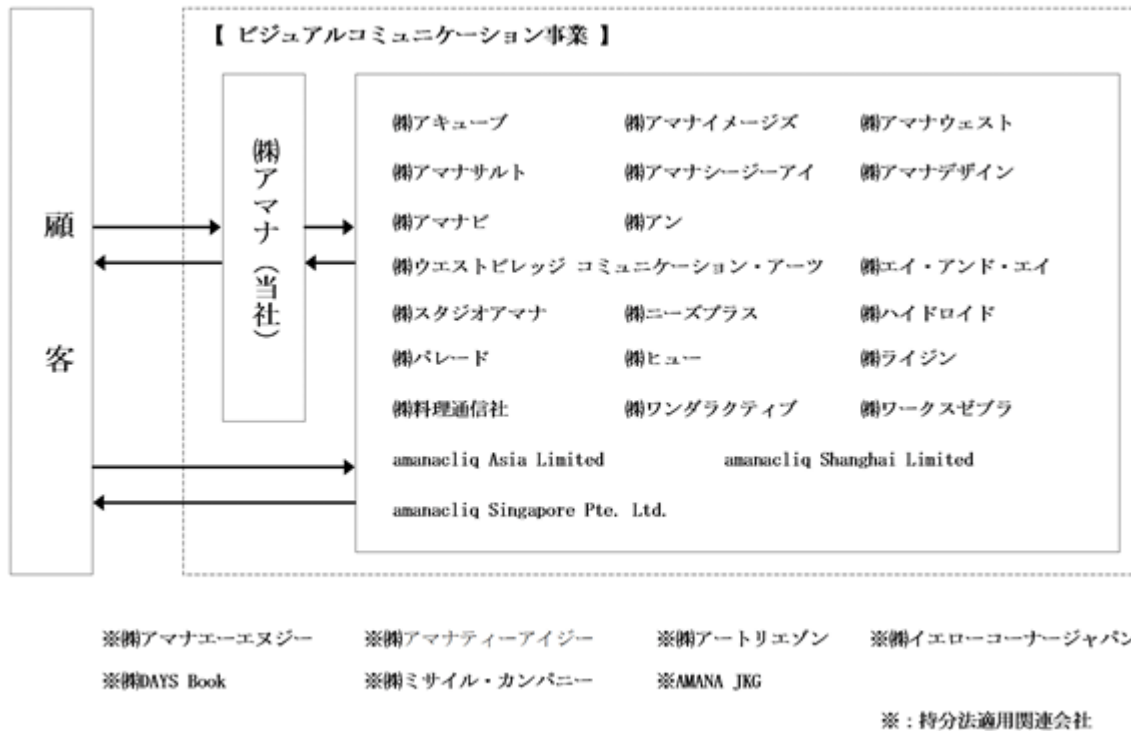 【 ビジュアルコミュニケーション事業 】
顧客
㈱アマナ(当社)
㈱アキューブ ㈱アマナイメージズ ㈱アマナウェスト
㈱アマナサルト ㈱アマナシージーアイ ㈱アマナデザイン
㈱アマナビ ㈱アン
㈱ウエストビレッジ コミュニケーション・アーツ ㈱エイ・アンド・エイ
㈱スタジオアマナ ㈱ニーズプラス ㈱ハイドロイド
㈱パレード ㈱ヒュー ㈱ライジン
㈱料理通信社 ㈱ワンダラクティブ ㈱ワークスゼブラ
amanacliq Asia Limited amanacliq Shanghai Limited
amanacliq Singapore Pte. Ltd.
※㈱アマナエーエヌジー ※㈱アマナティーアイジー ※㈱アートリエゾン ※㈱イエローコーナージャパン
※㈱DAYS Book ※㈱ミサイル・カンパニー ※AMANA JKG
※：持分法適用関連会社